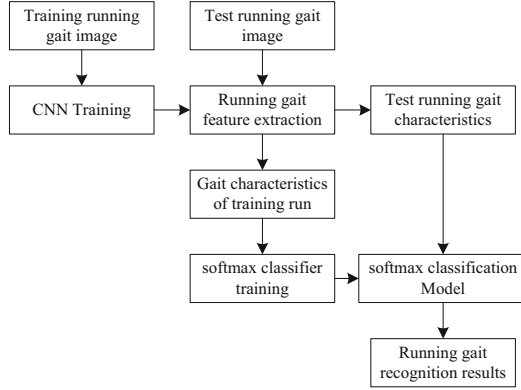 Training running
gait image
Test running gait
image
CNN Training
Running gait
feature extraction
Test running gait
characteristics
Gait characteristics
of training run
softmax classifier
training
softmax classification
Model
Running gait
recognition results